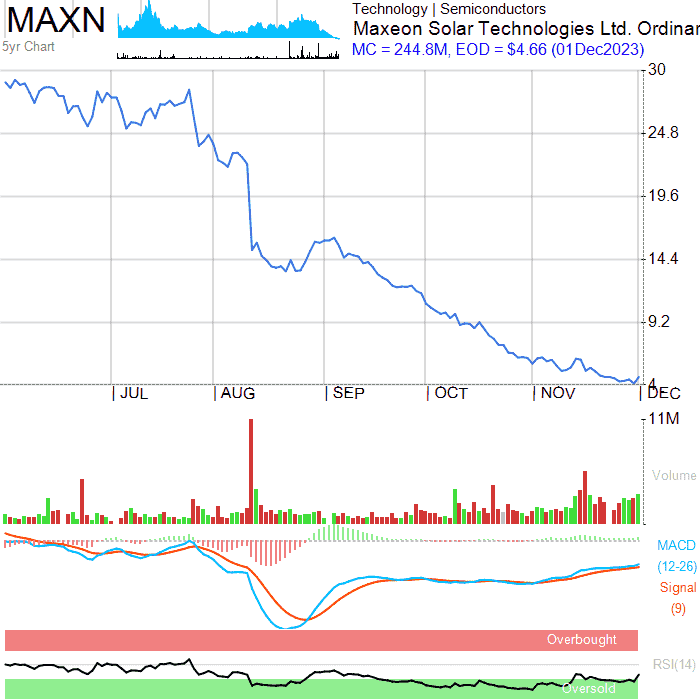 MAXN
5yr Chart
Technology | Semiconductors
Maxeon Solar Technologies Ltd. Ordinar
MC = 244.8M, EOD = $4.66 (01Dec2023)
30
24.8
19.6
14.4
9.2
4
JUL AUG SEP OCT NOV DEC
11M
Volume
MACD
(12-26)
Signal
(9)
Overbought
RSI(14)
Oversold